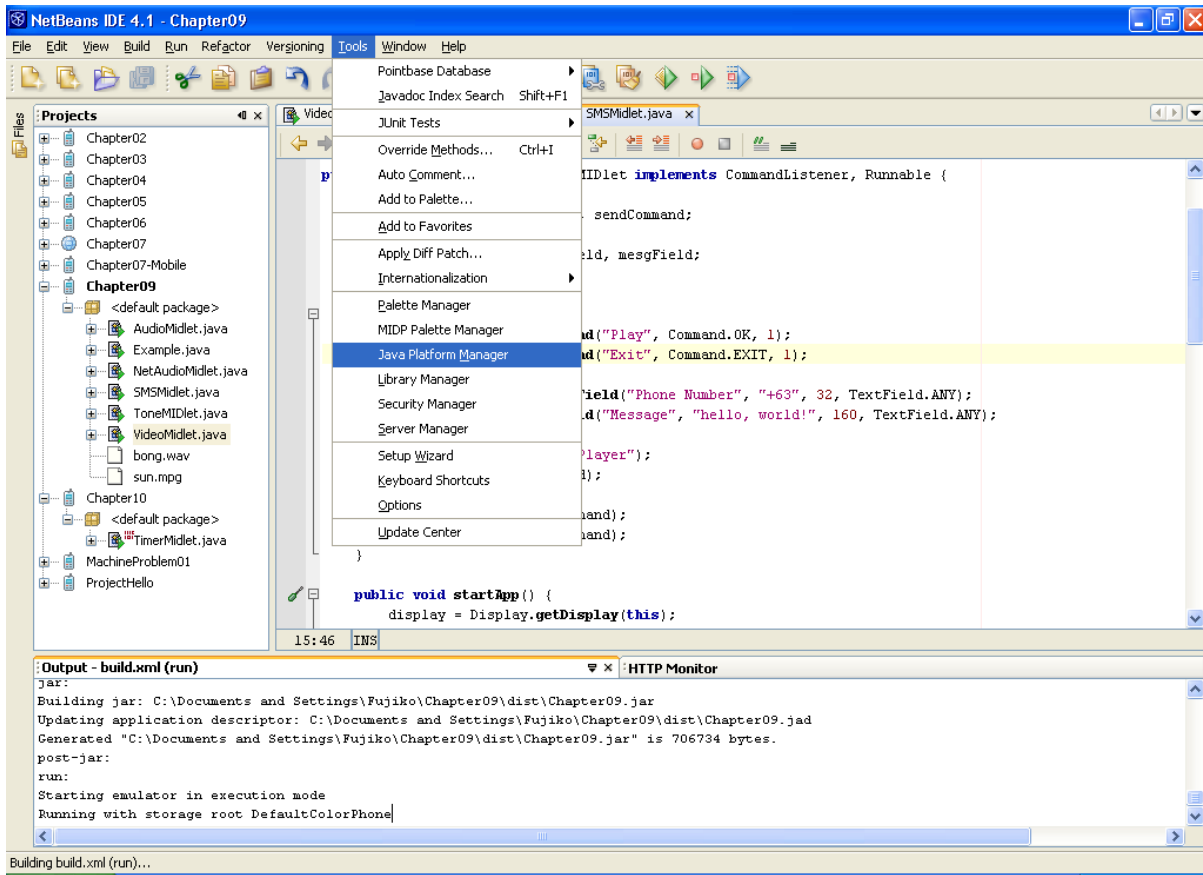 NetBeans IDE 4.1 - Chapter09
File Edit View Build Run Refactor Versioning Tools Window Help
Files
Projects
Chapter02
Chapter03
Chapter04
Chapter05
Chapter06
Chapter07
Chapter07-Mobile
Chapter09
<default package>
AudioMidlet.java
Example.java
NetAudioMidlet.java
SMSMidlet.java
ToneMIDlet.java
VideoMidlet.java
bong.wav
sun.mpg
Chapter10
<default package>
TimerMidlet.java
MachineProblem01
ProjectHello
Pointbase Database
Javadoc Index Search Shift+F1
JUnit Tests
Override Methods... Ctrl+I
Auto Comment...
Add to Palette...
Add to Favorites
Apply Diff Patch...
Internationalization
Palette Manager
MIDP Palette Manager
Java Platform Manager
Library Manager
Security Manager
Server Manager
Setup Wizard
Keyboard Shortcuts
Options
Update Center
Video SMSMidlet.java
p MIDlet implements CommandListener, Runnable {
sendCommand;
eld, mesgField;
nd("Play", Command.OK, 1);
nd("Exit", Command.EXIT, 1);
Field("Phone Number", "+63", 32, TextField.ANY);
d("Message", "hello, world!", 160, TextField.ANY);
Player");
);
mand);
mand);
}
public void startApp() {
display = Display.getDisplay(this);
15:46 INS
Output - build.xml (run)
HTTP Monitor
jar:
Building jar: C:\Documents and Settings\Fujiko\Chapter09\dist\Chapter09.jar
Updating application descriptor: C:\Documents and Settings\Fujiko\Chapter09\dist\Chapter09.jad
Generated "C:\Documents and Settings\Fujiko\Chapter09\dist\Chapter09.jar" is 706734 bytes.
post-jar:
run:
Starting emulator in execution mode
Running with storage root DefaultColorPhone
Building build.xml (run)...